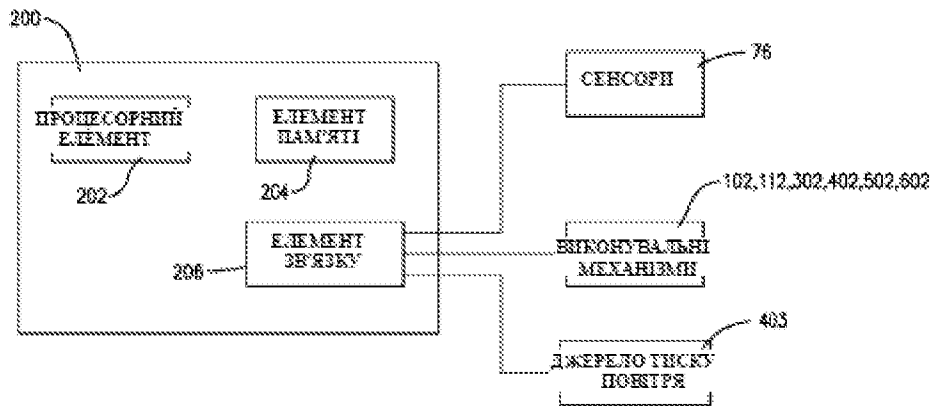 200
76
СЕНСОРИ
ПРОЦЕСОРНИЙ
ЕЛЕМЕНТ
ЕЛЕМЕНТ
ПАМ'ЯТІ
202
204
102,112,302,402,502,602
ЕЛЕМЕНТ
ЗВ'ЯЗКУ
206
ВИКОНУВАЛЬНІ
МЕХАНІЗМИ
403
ДЖЕРЕЛО ТИСКУ
ПОВІТРЯ